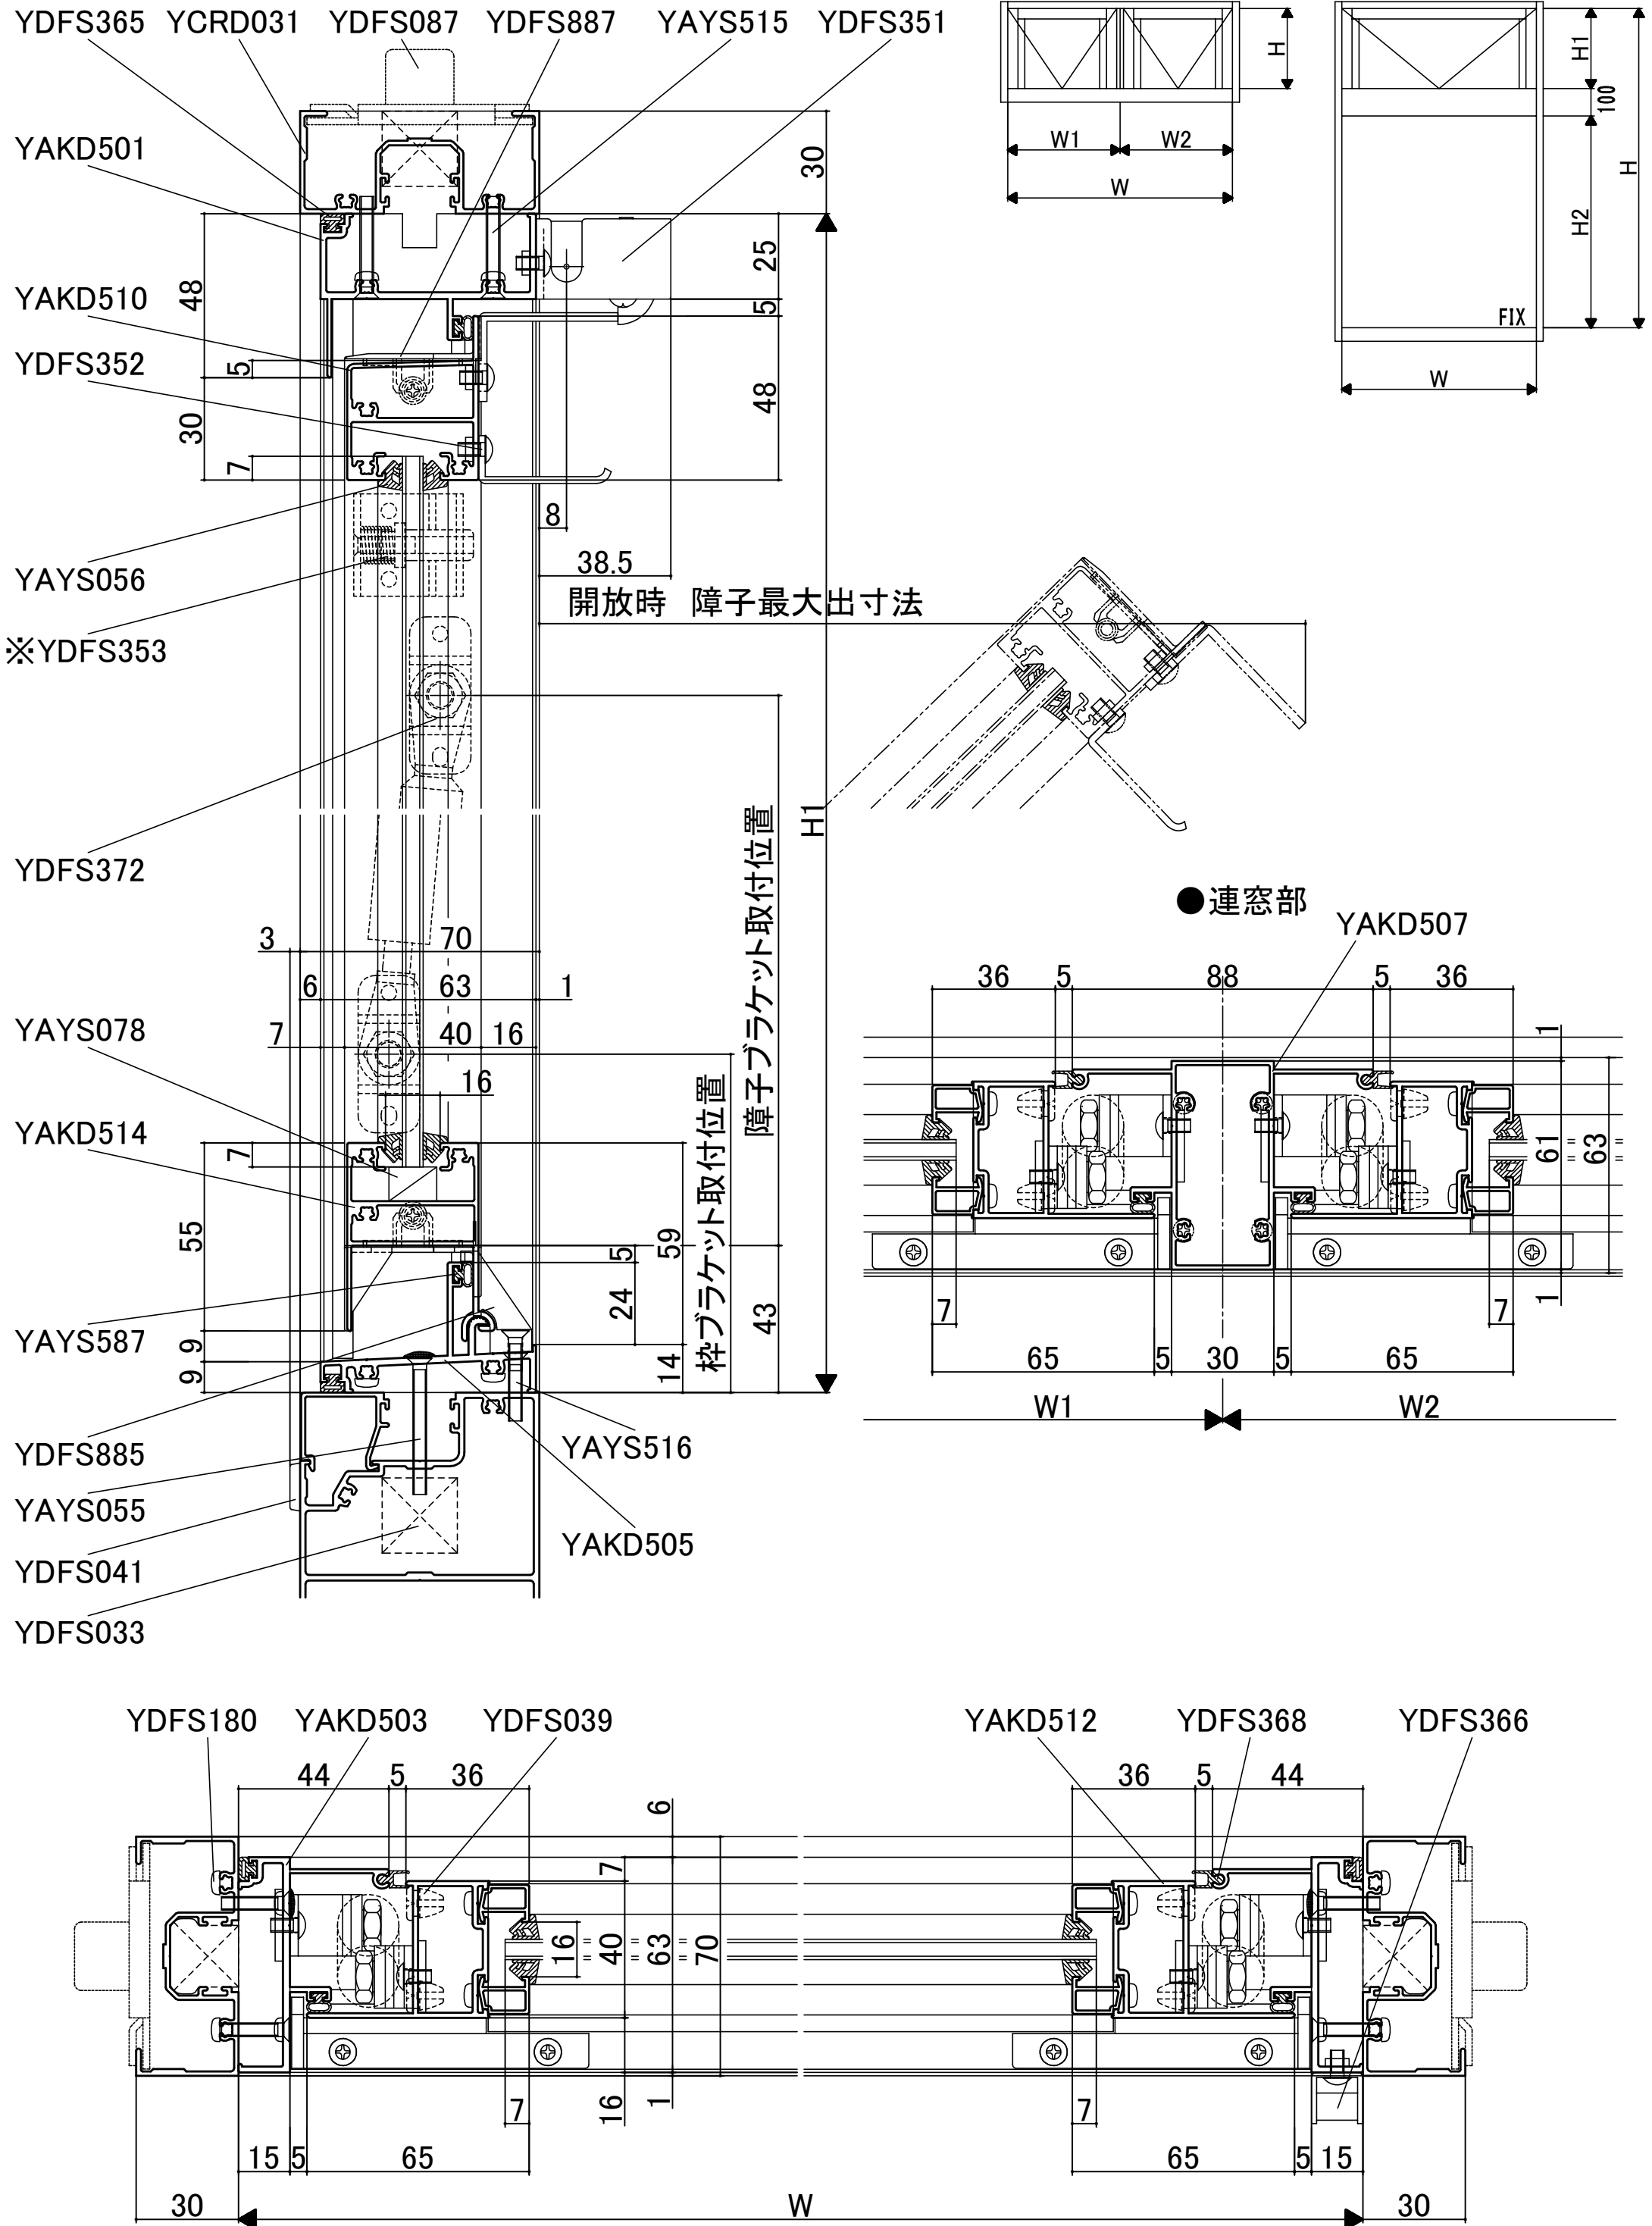 YDFS365 YCRD031 YDFS087 YDFS887 YAYS515 YDFS351
YAKD501
YAKD510
YDFS352
YAYS056
※YDFS353
YDFS372
YAYS078
YAKD514
YAYS587
YDFS885
YAYS055
YDFS041
YDFS033
YAYS516
YAKD505
30
48
5
30
7
25
5
48
8
38.5
開放時 障子最大出寸法
H1
障子ブラケット取付位置
枠ブラケット取付位置
3 70
6 63 1
7 40 16
16
7
55
9
9
5
24
59
14
43
H
W1 W2
W
H1
100
H2
H
FIX
W
●連窓部
YAKD507
36 5 88 5 36
1
61
63
1
7 7
65 5 30 5 65
W1 W2
YDFS180 YAKD503 YDFS039 YAKD512 YDFS368 YDFS366
44 5 36 36 5 44
6
7
16 40 63 70
16
1
7 7
15 5 65 65 5 15
30 W 30